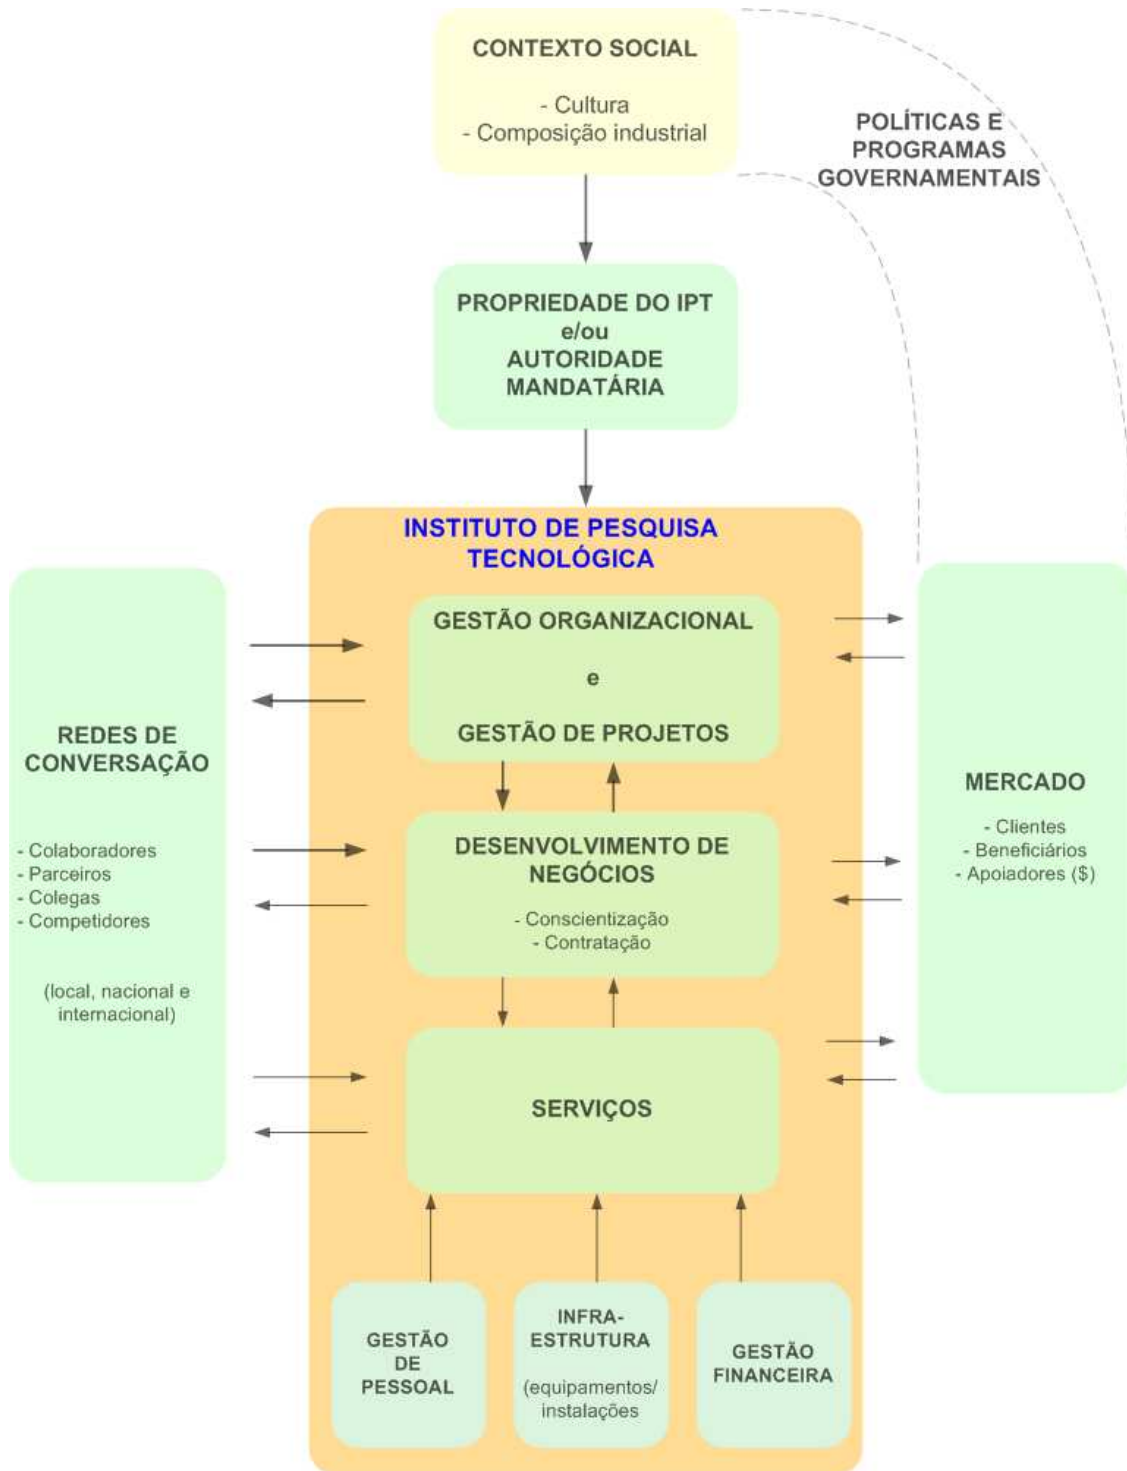 CONTEXTO SOCIAL
- Cultura
- Composição industrial
POLÍTICAS E
PROGRAMAS
GOVERNAMENTAIS
PROPRIEDADE DO IPT
e/ou
AUTORIDADE
MANDATÁRIA
INSTITUTO DE PESQUISA
TECNOLÓGICA
GESTÃO ORGANIZACIONAL
e
GESTÃO DE PROJETOS
REDES DE
CONVERSAÇÃO
- Colaboradores
- Parceiros
- Colegas
- Competidores
(local, nacional e
internacional)
DESENVOLVIMENTO DE
NEGÓCIOS
- Conscientização
- Contratação
MERCADO
- Clientes
- Beneficiários
- Apoiadores ($)
SERVIÇOS
GESTÃO
DE
PESSOAL
INFRA-
ESTRUTURA
(equipamentos/
instalações
GESTÃO
FINANCEIRA